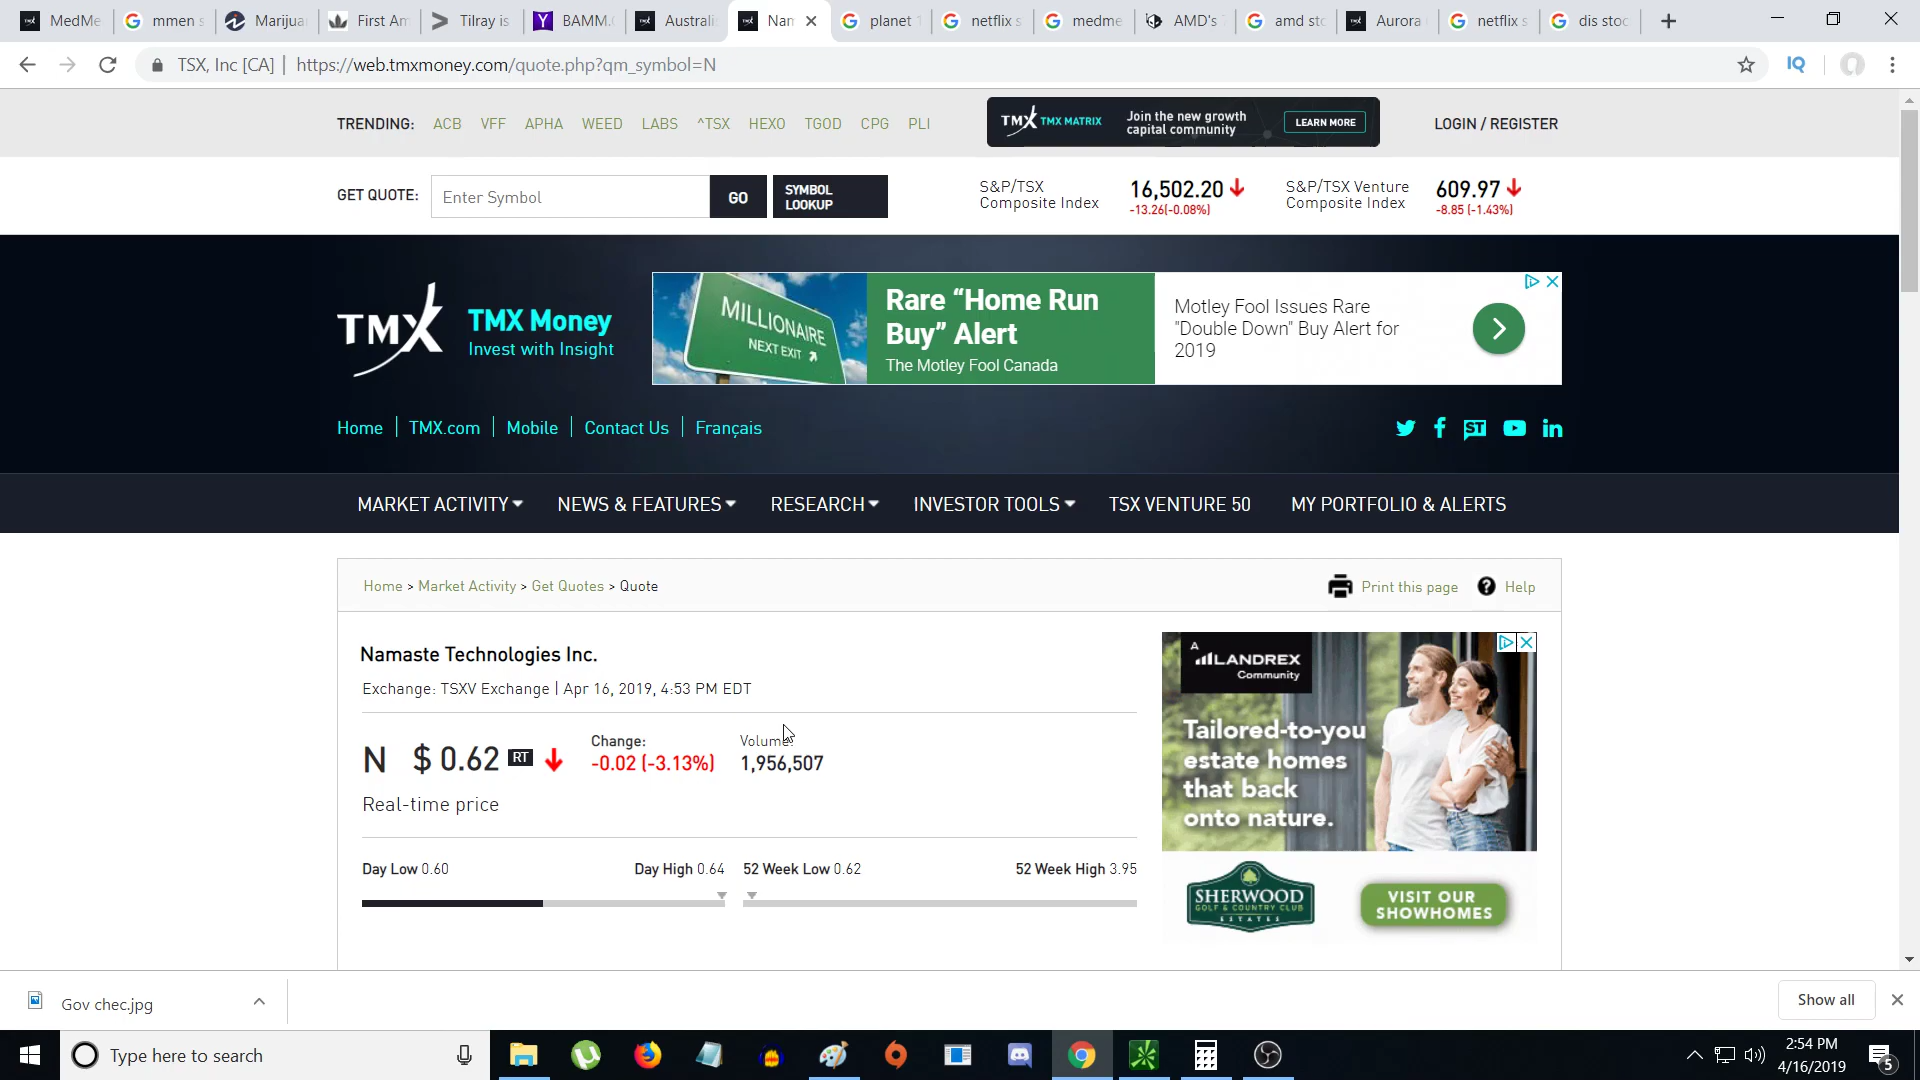 MedMe
mmen s
Marijua
First Am
Tilray is
BAMM.
Australi
Nam
planet 1
netflix s
medme
AMD's
amd sto
Aurora
netflix s
dis stoc
TSX, Inc [CA] | https://web.tmxmoney.com/quote.php?qm_symbol=N
IQ
TRENDING: ACB VFF APHA WEED LABS ^TSX HEXO TGOD CPG PLI
TMX TMX MATRIX
Join the new growth
capital community
LEARN MORE
LOGIN / REGISTER
GET QUOTE:
Enter Symbol
GO
SYMBOL
LOOKUP
S&P/TSX
Composite Index
16,502.20
-13.26(-0.08%)
S&P/TSX Venture
Composite Index
609.97
-8.85 (-1.43%)
TMX
TMX Money
Invest with Insight
MILLIONAIRE
NEXT EXIT
Rare “Home Run
Buy” Alert
The Motley Fool Canada
Motley Fool Issues Rare
"Double Down" Buy Alert for
2019
Home | TMX.com | Mobile | Contact Us | Français
ST
in
MARKET ACTIVITY NEWS & FEATURES RESEARCH INVESTOR TOOLS TSX VENTURE 50 MY PORTFOLIO & ALERTS
Home > Market Activity > Get Quotes > Quote
Print this page
Help
Namaste Technologies Inc.
Exchange: TSXV Exchange | Apr 16, 2019, 4:53 PM EDT
N $ 0.62 RT
Change:
-0.02 (-3.13%)
Volume:
1,956,507
Real-time price
Day Low 0.60
Day High 0.64
52 Week Low 0.62
52 Week High 3.95
A
LANDREX
Community
Tailored-to-you
estate homes
that back
onto nature.
SHERWOOD
GOLF & COUNTRY CLUB
ESTATES
VISIT OUR
SHOWHOMES
Gov chec.jpg
Show all
Type here to search
2:54 PM
4/16/2019
5